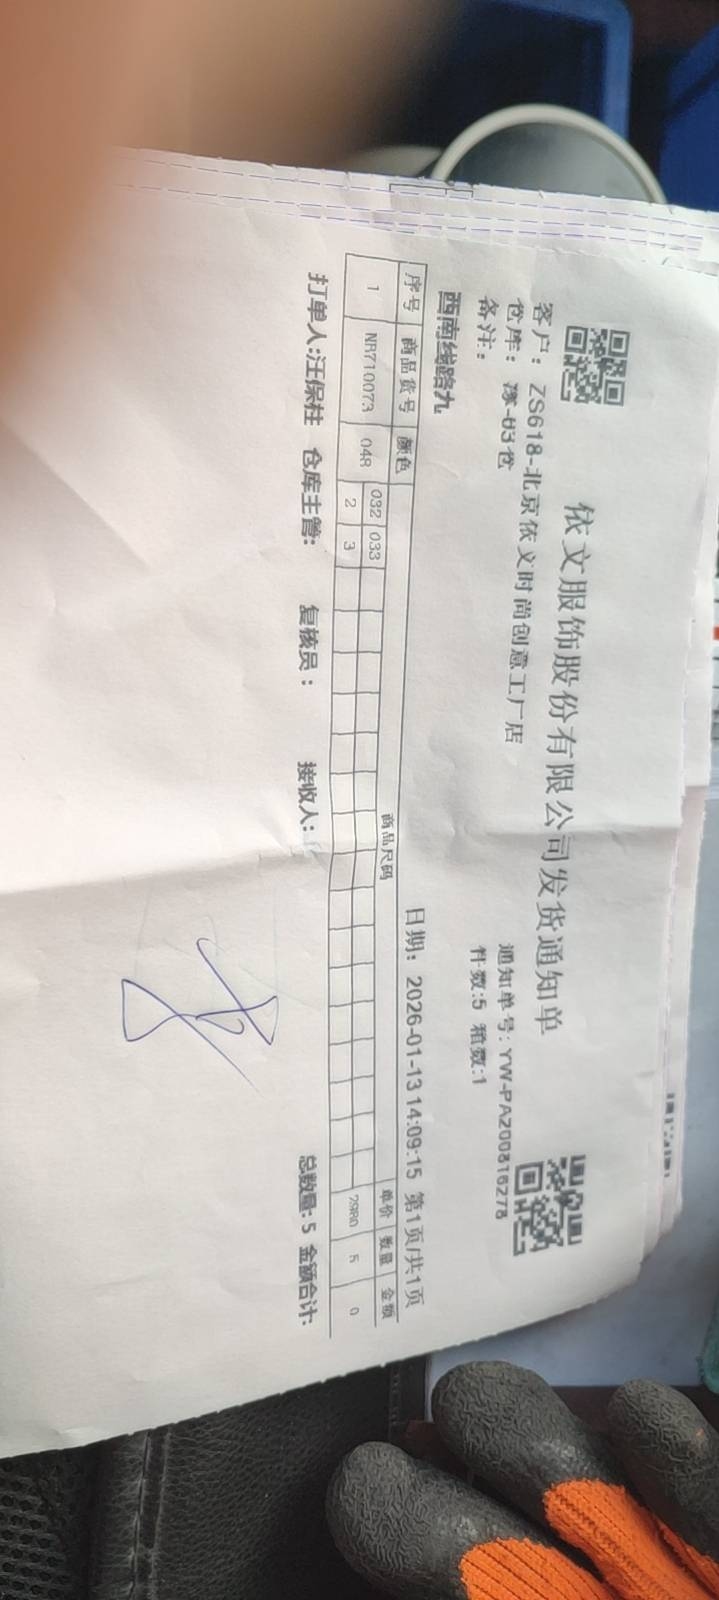 依文服饰股份有限公司发货通知单
客户：ZS618-北京依文时尚创意工厂店
通知单号：YW-PA200816278
仓库：涿-03仓
件数:5 箱数:1
备注：
西南线路九
日期：2026-01-13 14:09:15 第1页/共1页
序号 商品货号 颜色 商品尺码 单价 数量 金额
032 033
1 NR710073 04R 2 3 2980 5 0
打单人:汪保柱 仓库主管: 复核员： 接收人: 总数量: 5 金额合计: